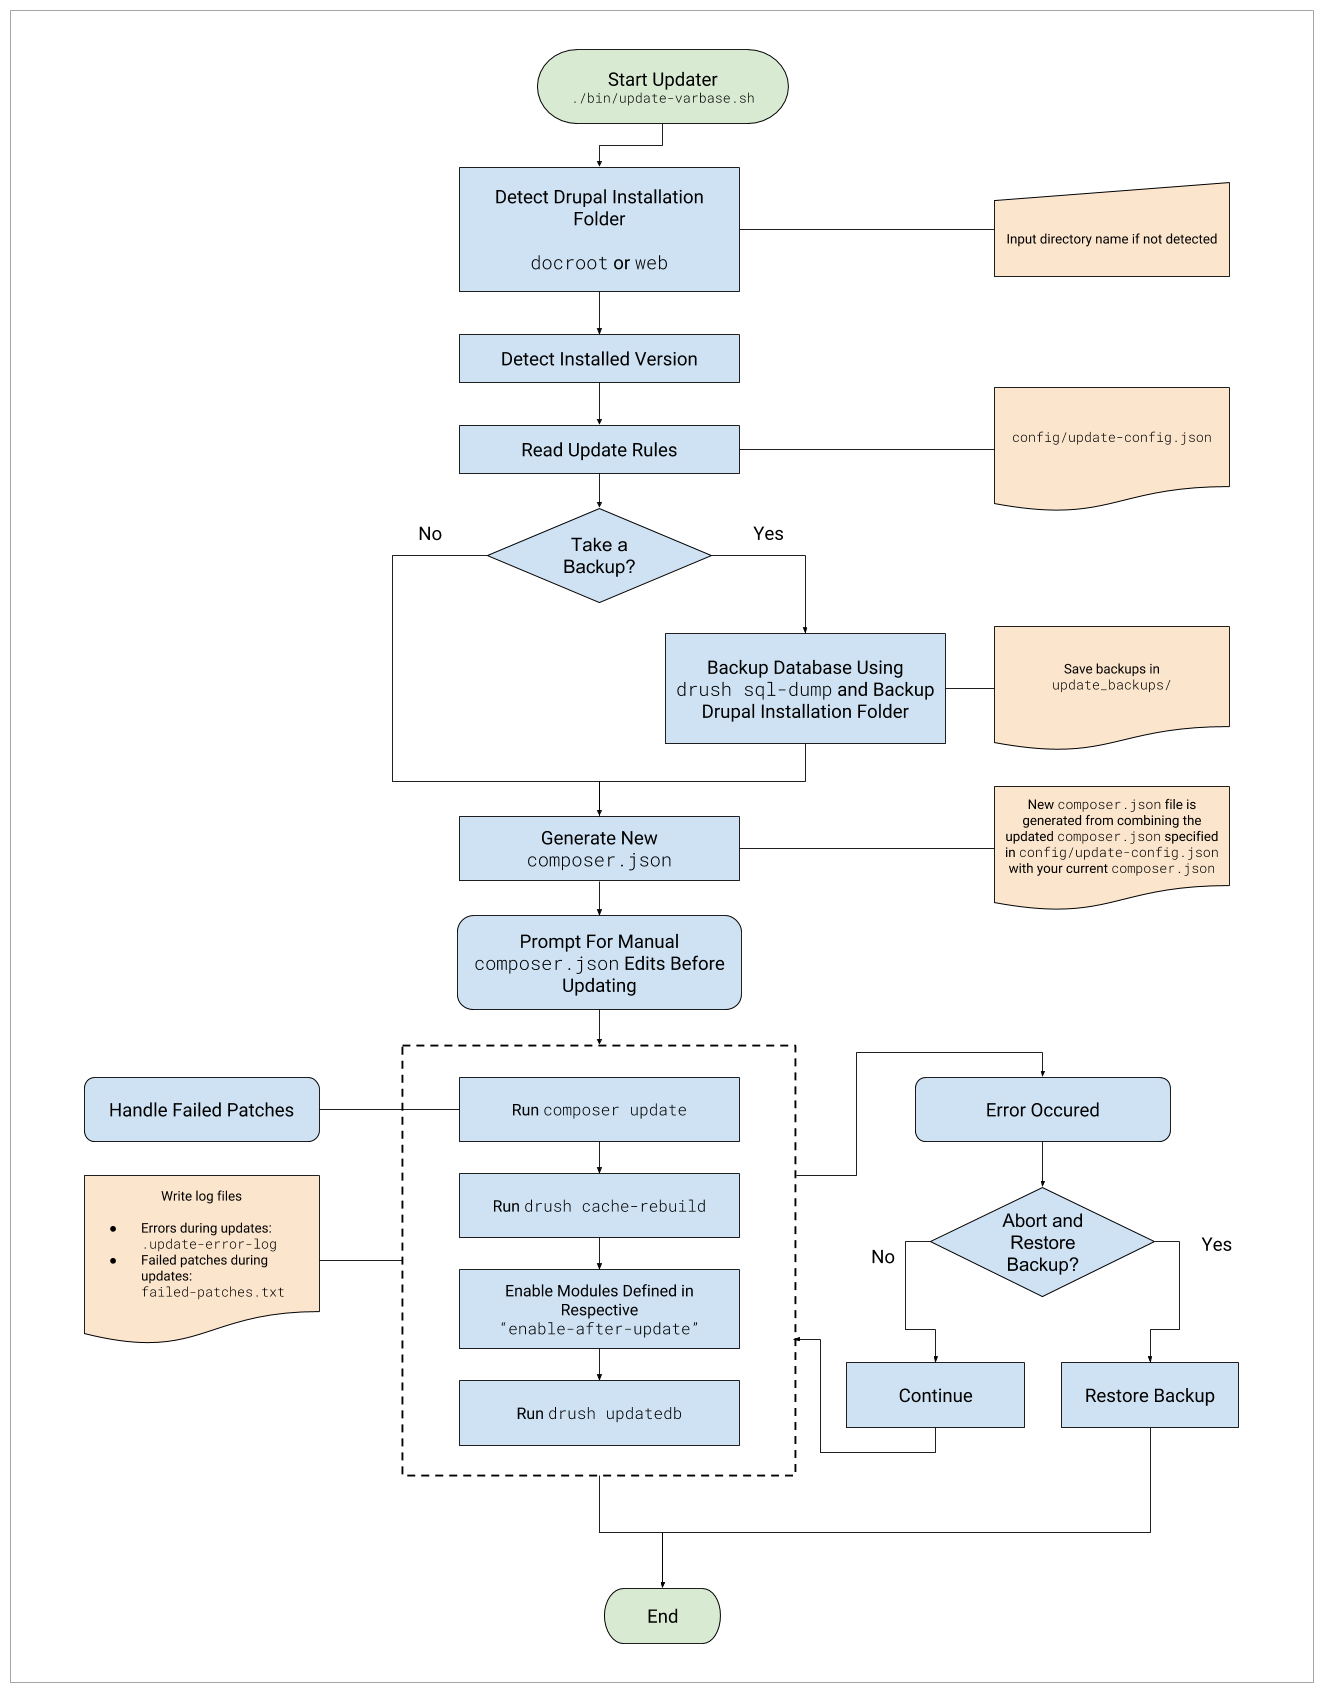 Start Updater
./bin/update-varbase.sh
Detect Drupal Installation
Folder
docroot or web
Input directory name if not detected
Detect Installed Version
Read Update Rules
config/update-config.json
No
Yes
Take a
Backup?
Backup Database Using
drush sql-dump and Backup
Drupal Installation Folder
Save backups in
update_backups/
Generate New
composer.json
New composer.json file is
generated from combining the
updated composer.json specified
in config/update-config.json
with your current composer.json
Prompt For Manual
composer.json Edits Before
Updating
Handle Failed Patches
Run composer update
Error Occured
Write log files
● Errors during updates:
.update-error-log
● Failed patches during
updates:
failed-patches.txt
Run drush cache-rebuild
Abort and
Restore
Backup?
No
Yes
Enable Modules Defined in
Respective
“enable-after-update”
Run drush updatedb
Continue
Restore Backup
End